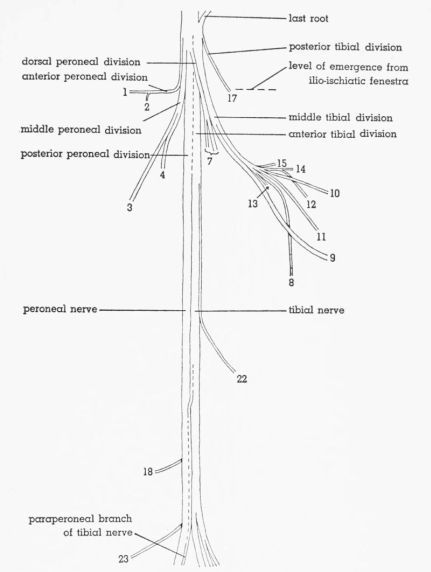 last root
posterior tibial division
dorsal peroneal division
level of emergence from
ilio-ischiatic fenestra
anterior peroneal division
1
2
17
middle tibial division
middle peroneal division
anterior tibial division
posterior peroneal division
7
4
15
14
10
12
13
3
11
9
8
peroneal nerve
tibial nerve
22
18
paraperoneal branch
of tibial nerve
23